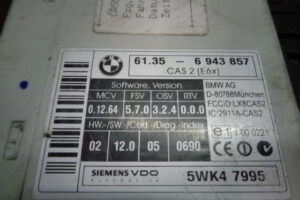 61.35 - 6 943 857
CAS 2 (E6x)
Software, Version
MCV FSV OSV RTV
0.12.64 5.7.0 3.2.4 0.0.0
HW-/SW -/Cod.-/Diag.-Index
02 12.0 05 0690
BMW AG
D-80788München
FCC ID:LX8CAS2
IC:2911A-CAS2
e1
0221
SIEMENS VDO
5WK4 7995